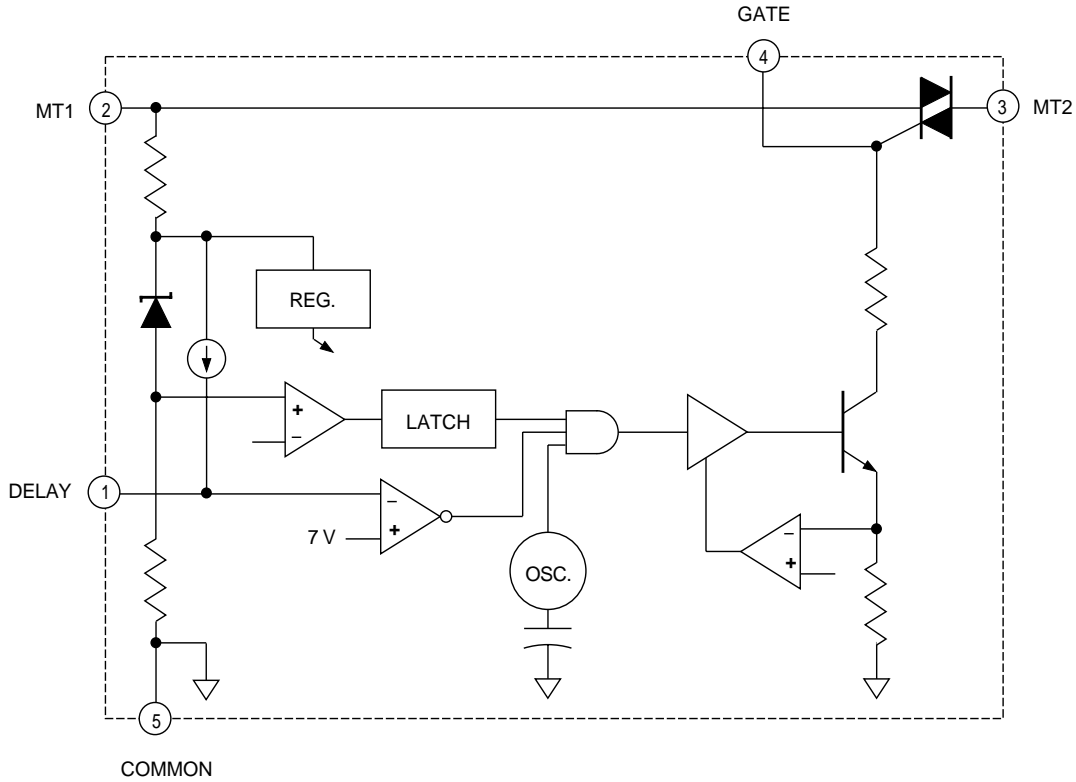 GATE
4
MT1
2
3
MT2
REG.
+
−
LATCH
DELAY
1
−
+
7 V
OSC.
−
+
5
COMMON